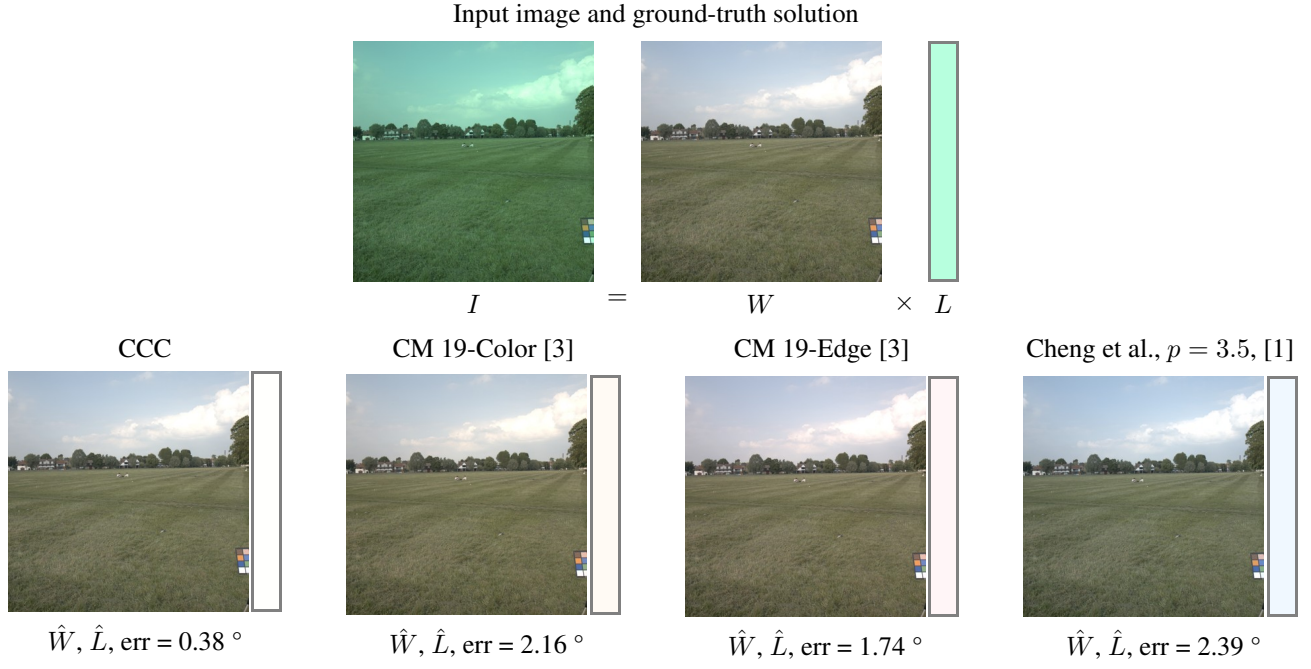 Input image and ground-truth solution
I = W × L
CCC
CM 19-Color [3]
CM 19-Edge [3]
Cheng et al., p = 3.5, [1]
Ŵ, L̂, err = 0.38 °
Ŵ, L̂, err = 2.16 °
Ŵ, L̂, err = 1.74 °
Ŵ, L̂, err = 2.39 °